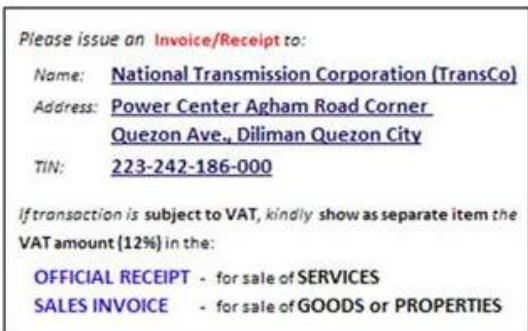 Please issue an Invoice/Receipt to:
Name: National Transmission Corporation (TransCo)
Address: Power Center Agham Road Corner
Quezon Ave., Diliman Quezon City
TIN: 223-242-186-000
If transaction is subject to VAT, kindly show as separate item the
VAT amount (12%) in the:
OFFICIAL RECEIPT - for sale of SERVICES
SALES INVOICE - for sale of GOODS or PROPERTIES